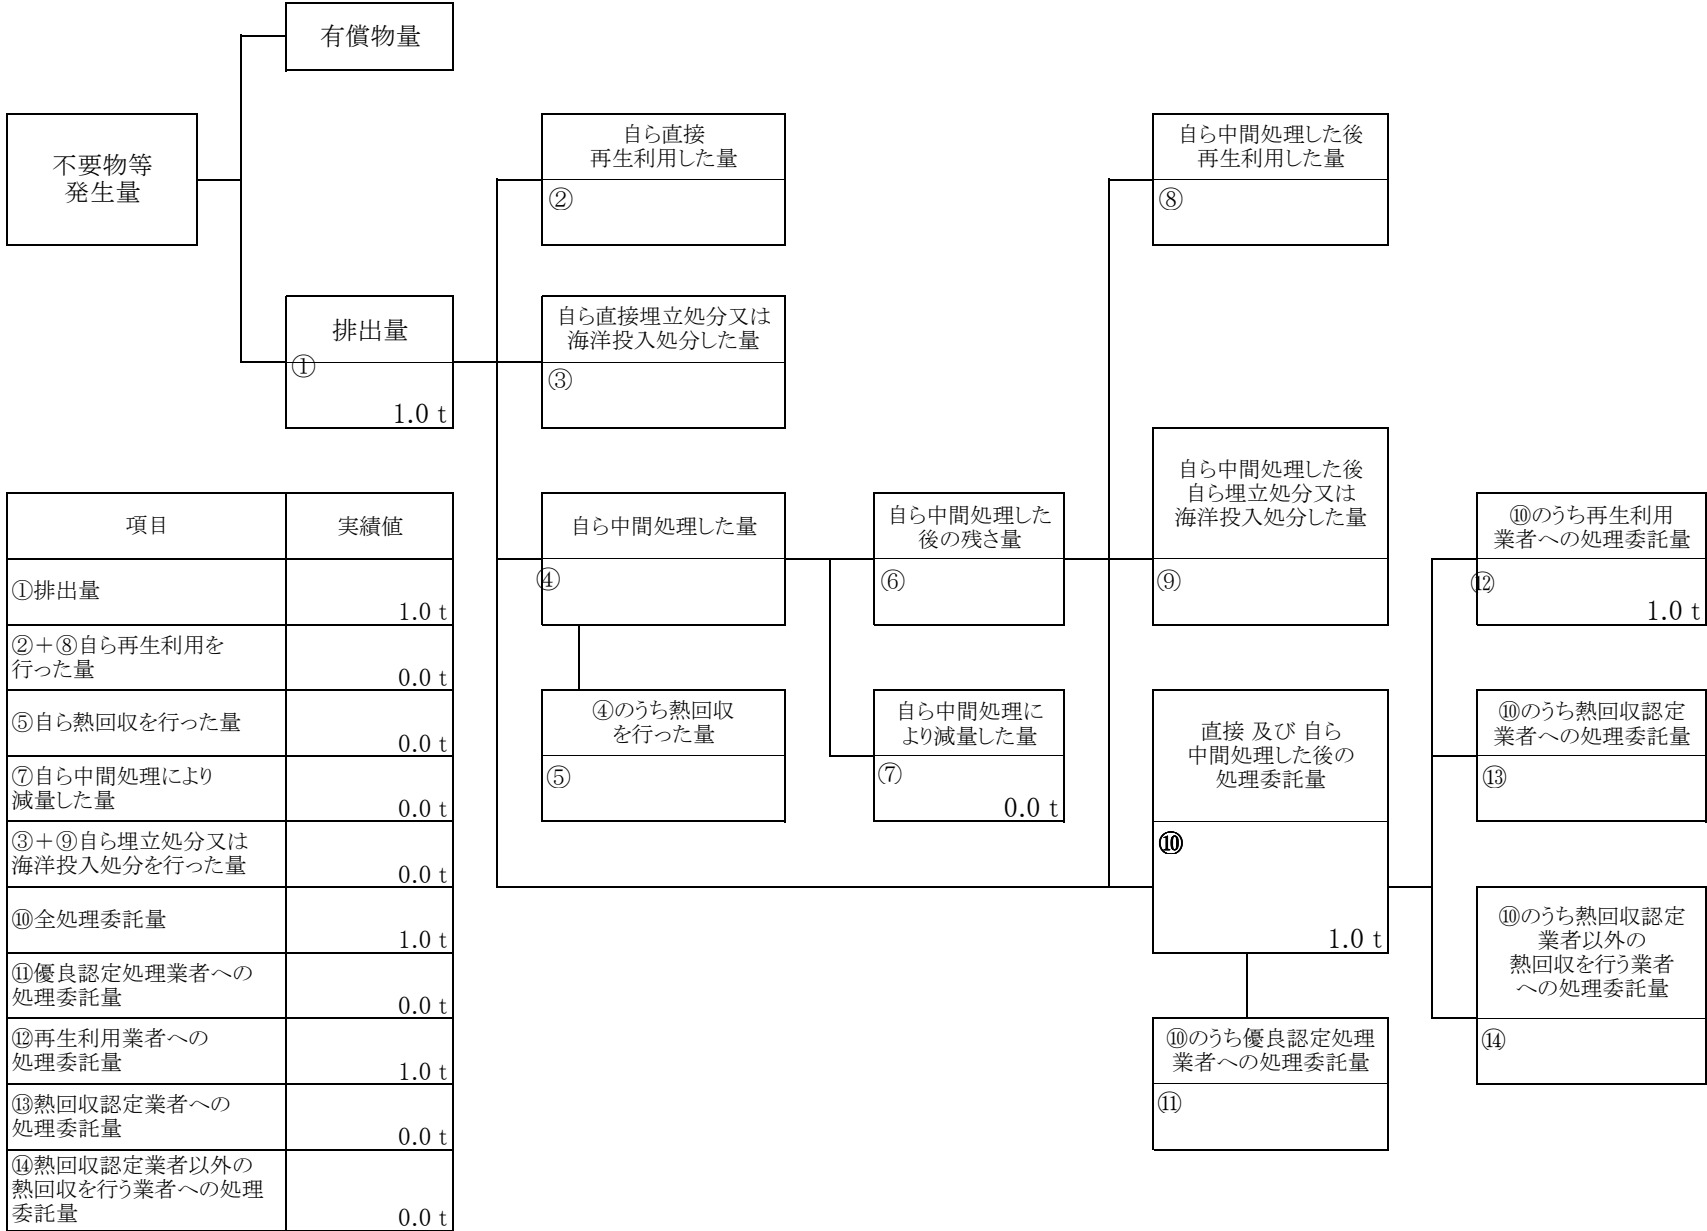 有償物量
不要物等
発生量
自ら直接
再生利用した量
②
自ら中間処理した後
再生利用した量
⑧
排出量
①
1.0 t
自ら直接埋立処分又は
海洋投入処分した量
③
自ら中間処理した量
④
自ら中間処理した
後の残さ量
⑥
自ら中間処理した後
自ら埋立処分又は
海洋投入処分した量
⑨
⑩のうち再生利用
業者への処理委託量
⑫
1.0 t
④のうち熱回収
を行った量
⑤
自ら中間処理に
より減量した量
⑦
0.0 t
直接 及び 自ら
中間処理した後の
処理委託量
⑩
1.0 t
⑩のうち熱回収認定
業者への処理委託量
⑬
⑩のうち熱回収認定
業者以外の
熱回収を行う業者
への処理委託量
⑭
⑩のうち優良認定処理
業者への処理委託量
⑪
項目
実績値
①排出量
1.0 t
②＋⑧自ら再生利用を
行った量
0.0 t
⑤自ら熱回収を行った量
0.0 t
⑦自ら中間処理により
減量した量
0.0 t
③＋⑨自ら埋立処分又は
海洋投入処分を行った量
0.0 t
⑩全処理委託量
1.0 t
⑪優良認定処理業者への
処理委託量
0.0 t
⑫再生利用業者への
処理委託量
1.0 t
⑬熱回収認定業者への
処理委託量
0.0 t
⑭熱回収認定業者以外の
熱回収を行う業者への処理
委託量
0.0 t